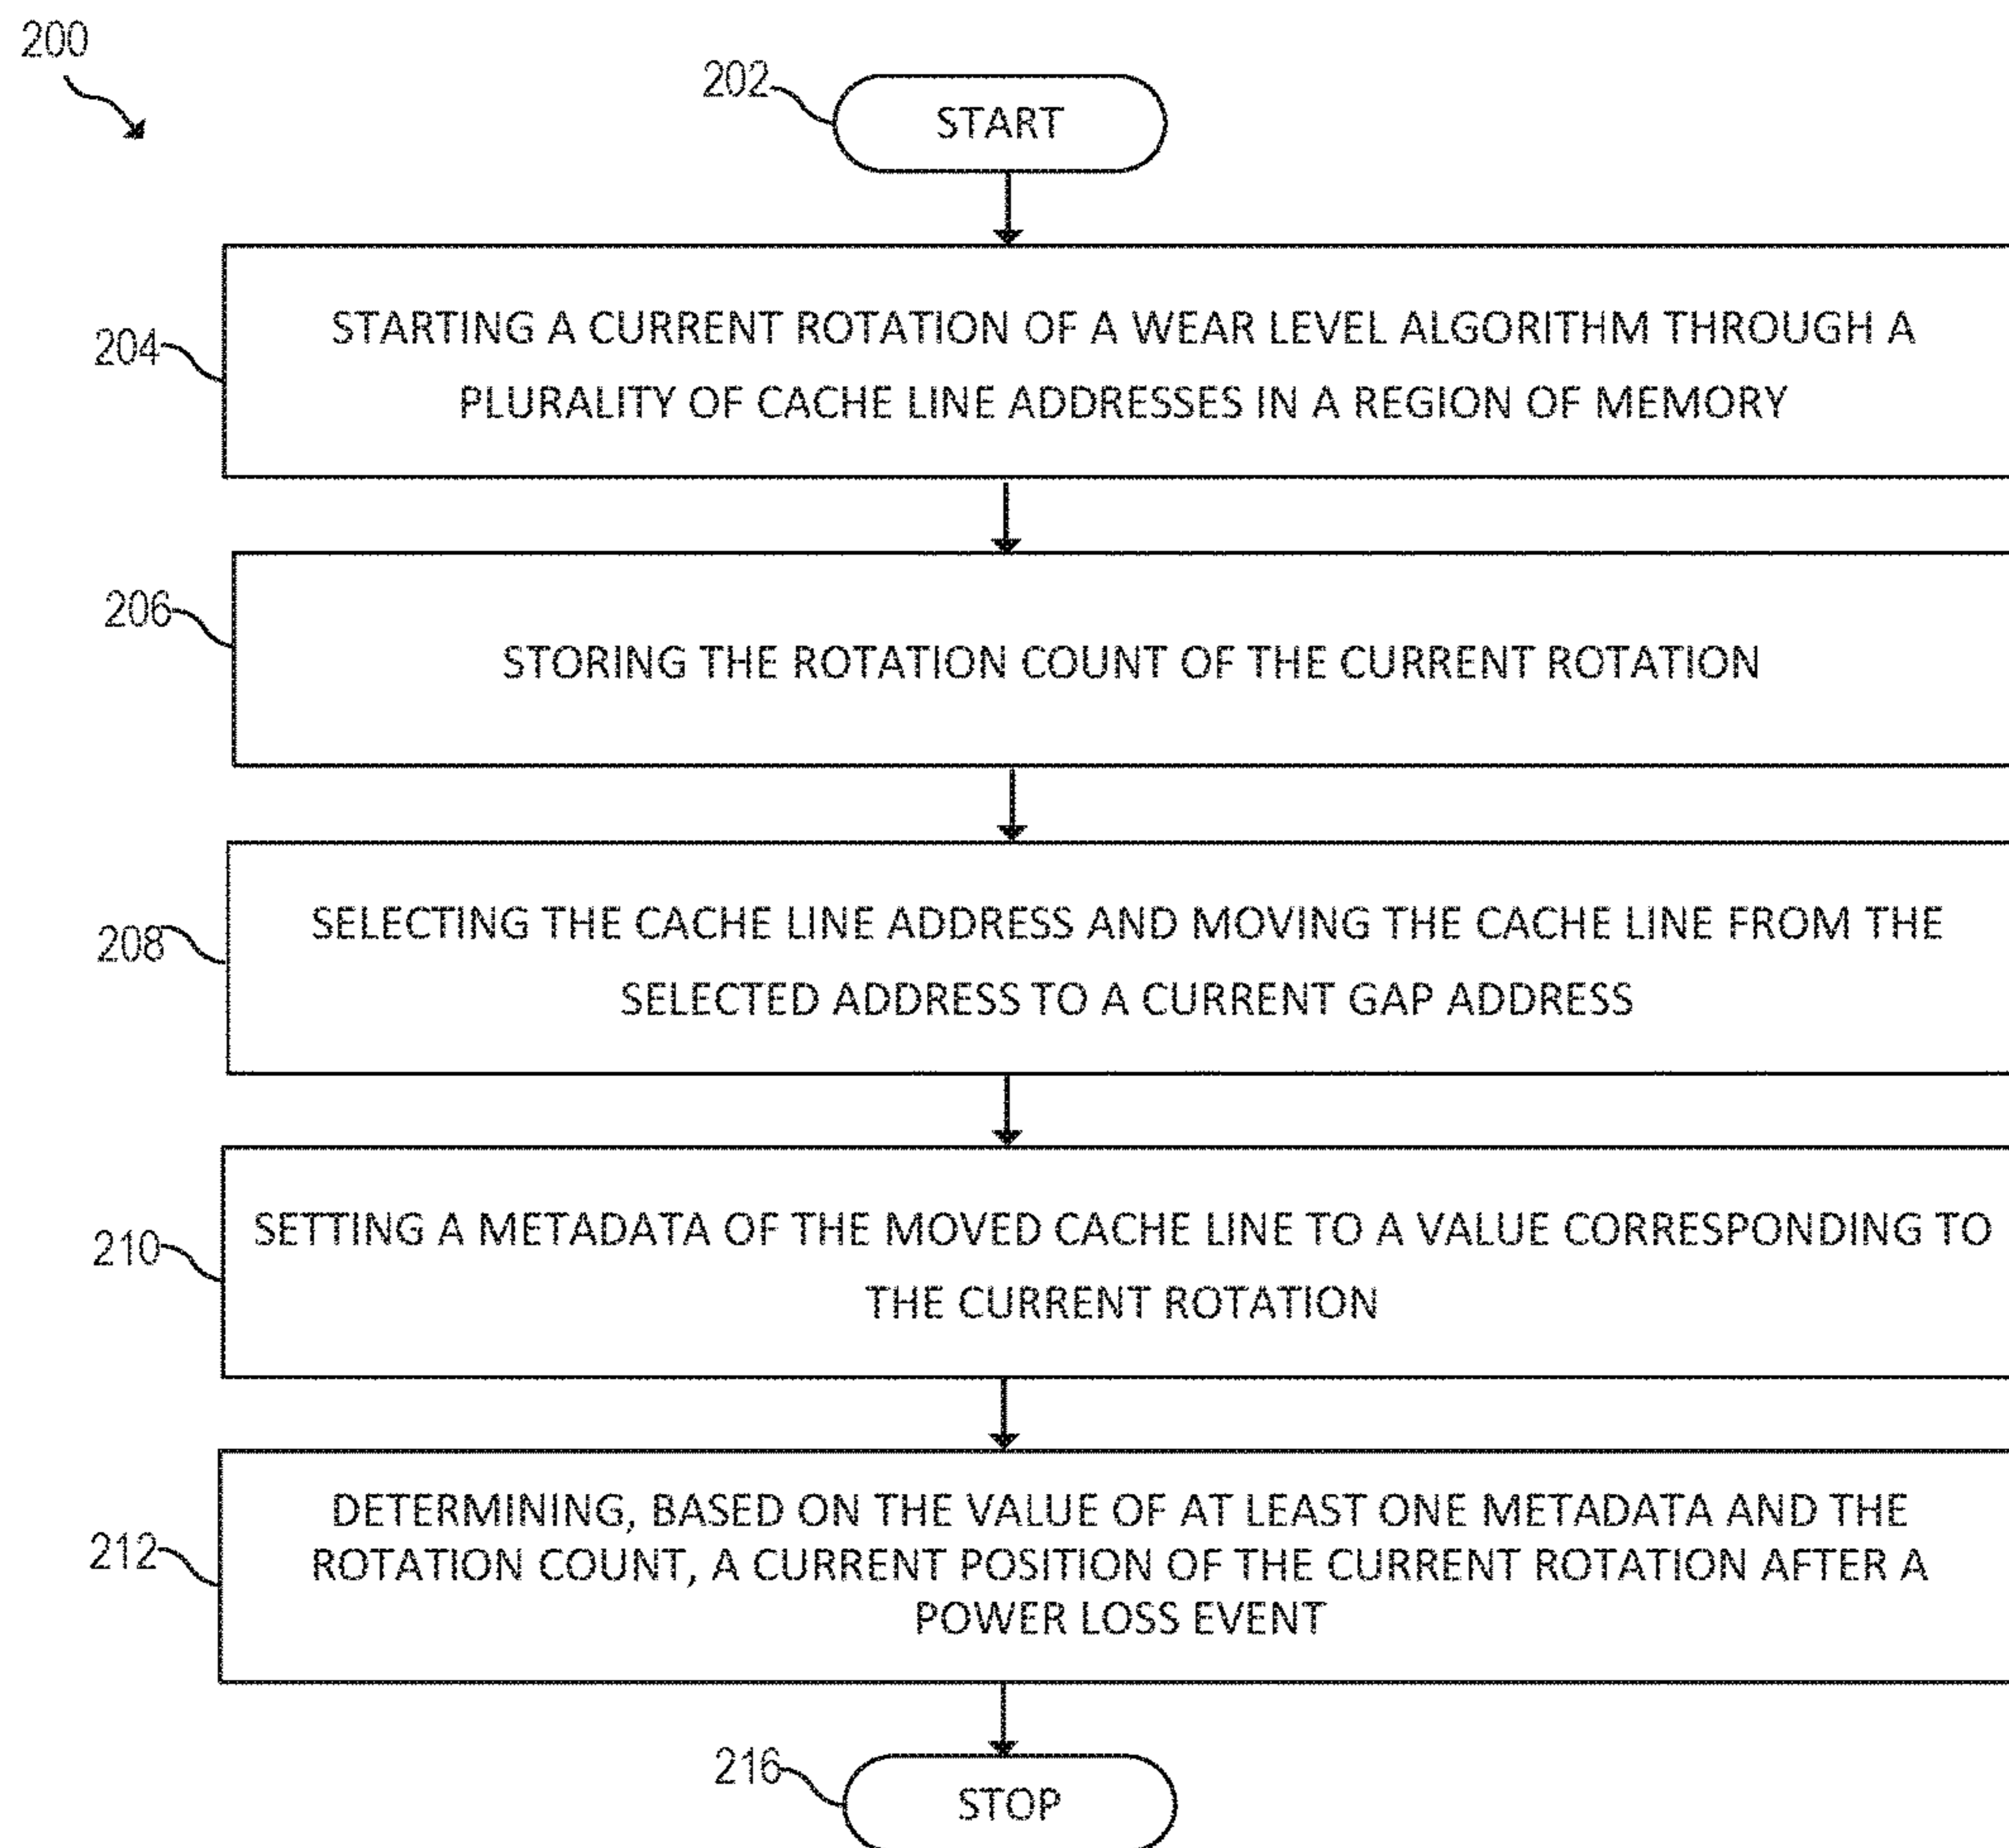 200
202
START
204
STARTING A CURRENT ROTATION OF A WEAR LEVEL ALGORITHM THROUGH A
PLURALITY OF CACHE LINE ADDRESSES IN A REGION OF MEMORY
206
STORING THE ROTATION COUNT OF THE CURRENT ROTATION
208
SELECTING THE CACHE LINE ADDRESS AND MOVING THE CACHE LINE FROM THE
SELECTED ADDRESS TO A CURRENT GAP ADDRESS
210
SETTING A METADATA OF THE MOVED CACHE LINE TO A VALUE CORRESPONDING TO
THE CURRENT ROTATION
212
DETERMINING, BASED ON THE VALUE OF AT LEAST ONE METADATA AND THE
ROTATION COUNT, A CURRENT POSITION OF THE CURRENT ROTATION AFTER A
POWER LOSS EVENT
216
STOP